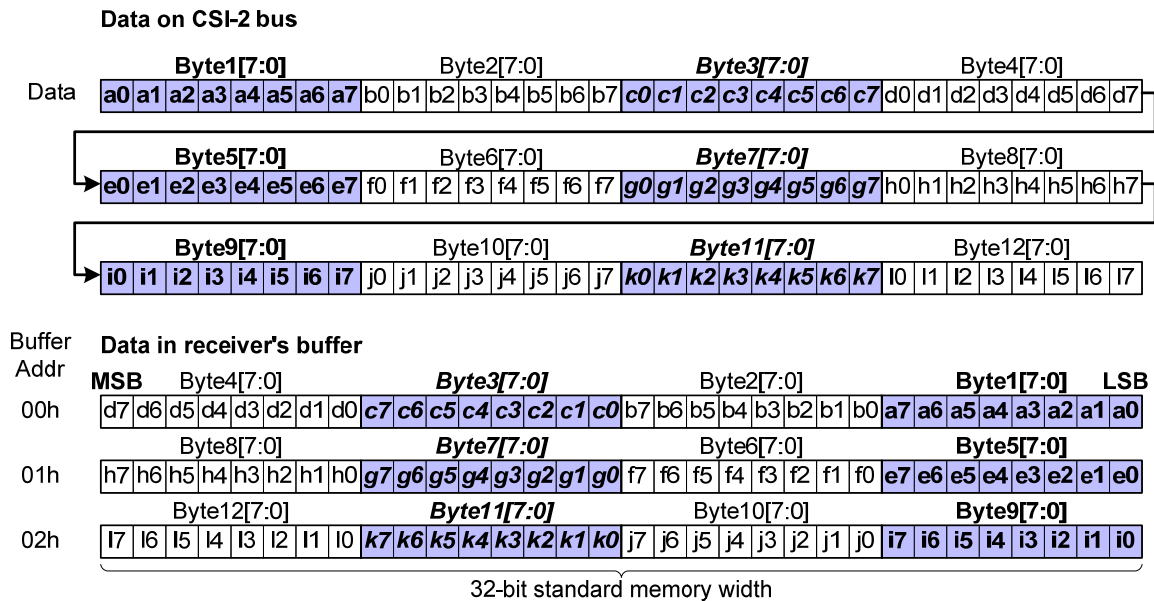 Data on CSI-2 bus
Byte1[7:0] Byte2[7:0] Byte3[7:0] Byte4[7:0]
Data a0 a1 a2 a3 a4 a5 a6 a7 b0 b1 b2 b3 b4 b5 b6 b7 c0 c1 c2 c3 c4 c5 c6 c7 d0 d1 d2 d3 d4 d5 d6 d7
Byte5[7:0] Byte6[7:0] Byte7[7:0] Byte8[7:0]
e0 e1 e2 e3 e4 e5 e6 e7 f0 f1 f2 f3 f4 f5 f6 f7 g0 g1 g2 g3 g4 g5 g6 g7 h0 h1 h2 h3 h4 h5 h6 h7
Byte9[7:0] Byte10[7:0] Byte11[7:0] Byte12[7:0]
i0 i1 i2 i3 i4 i5 i6 i7 j0 j1 j2 j3 j4 j5 j6 j7 k0 k1 k2 k3 k4 k5 k6 k7 l0 l1 l2 l3 l4 l5 l6 l7
Buffer
Addr
Data in receiver's buffer
MSB Byte4[7:0] Byte3[7:0] Byte2[7:0] Byte1[7:0] LSB
00h d7 d6 d5 d4 d3 d2 d1 d0 c7 c6 c5 c4 c3 c2 c1 c0 b7 b6 b5 b4 b3 b2 b1 b0 a7 a6 a5 a4 a3 a2 a1 a0
Byte8[7:0] Byte7[7:0] Byte6[7:0] Byte5[7:0]
01h h7 h6 h5 h4 h3 h2 h1 h0 g7 g6 g5 g4 g3 g2 g1 g0 f7 f6 f5 f4 f3 f2 f1 f0 e7 e6 e5 e4 e3 e2 e1 e0
Byte12[7:0] Byte11[7:0] Byte10[7:0] Byte9[7:0]
02h l7 l6 l5 l4 l3 l2 l1 l0 k7 k6 k5 k4 k3 k2 k1 k0 j7 j6 j5 j4 j3 j2 j1 j0 i7 i6 i5 i4 i3 i2 i1 i0
32-bit standard memory width